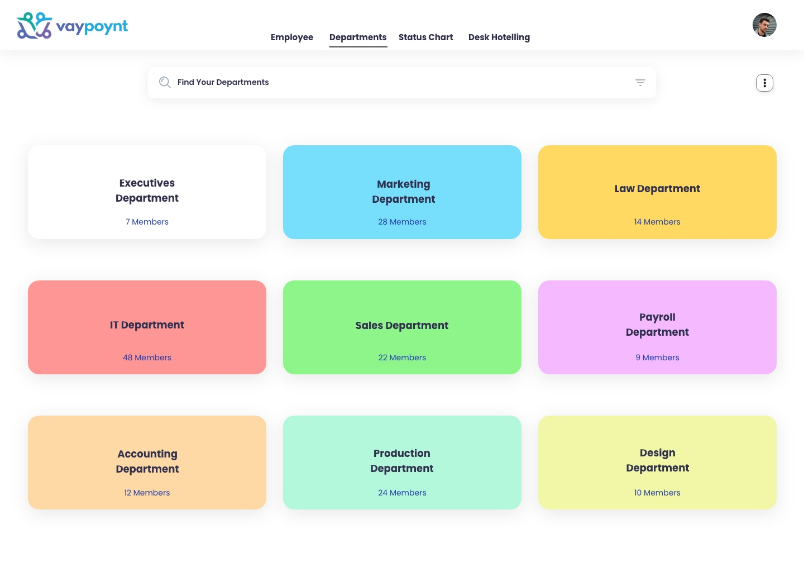 vaypoynt
Employee
Departments
Status Chart
Desk Hotelling
Find Your Departments
Executives
Department
7 Members
Marketing
Department
28 Members
Law Department
14 Members
IT Department
48 Members
Sales Department
22 Members
Payroll
Department
9 Members
Accounting
Department
12 Members
Production
Department
24 Members
Design
Department
10 Members